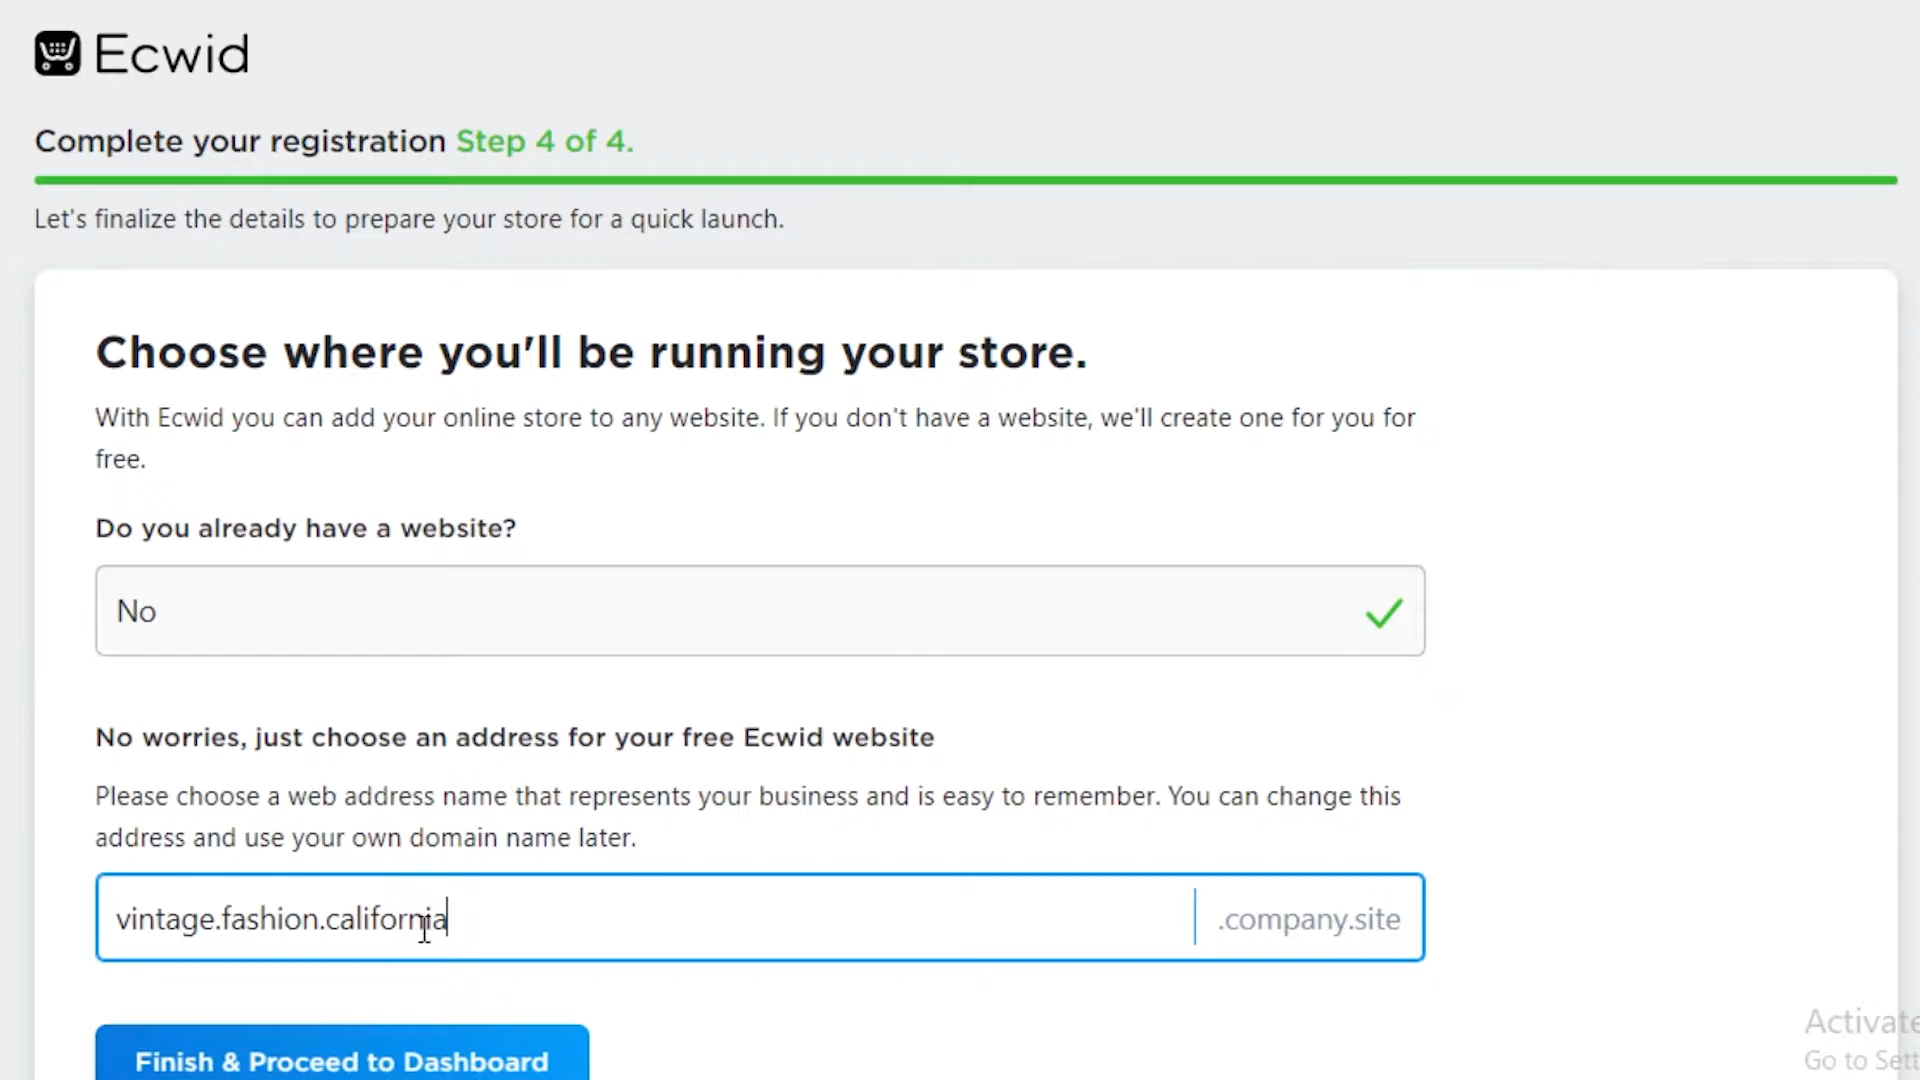 Ecwid
Complete your registration Step 4 of 4.
Let's finalize the details to prepare your store for a quick launch.
Choose where you'll be running your store.
With Ecwid you can add your online store to any website. If you don't have a website, we'll create one for you for
free.
Do you already have a website?
No
No worries, just choose an address for your free Ecwid website
Please choose a web address name that represents your business and is easy to remember. You can change this
address and use your own domain name later.
vintage.fashion.california .company.site
Finish & Proceed to Dashboard
Activate
Go to Sett